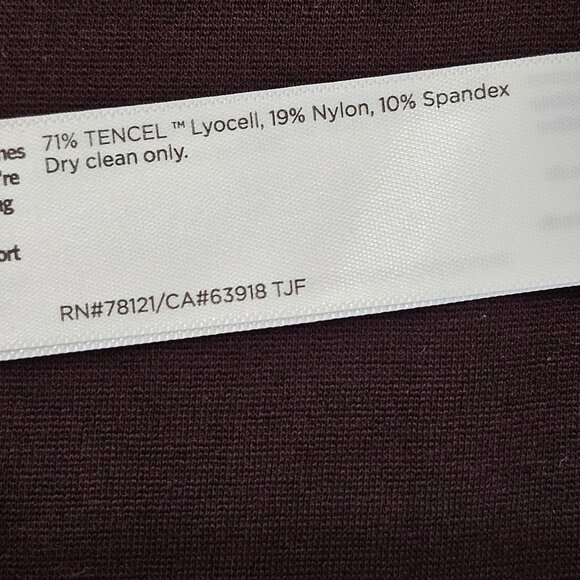 71% TENCEL ™ Lyocell, 19% Nylon, 10% Spandex
Dry clean only.
RN#78121/CA#63918 TJF